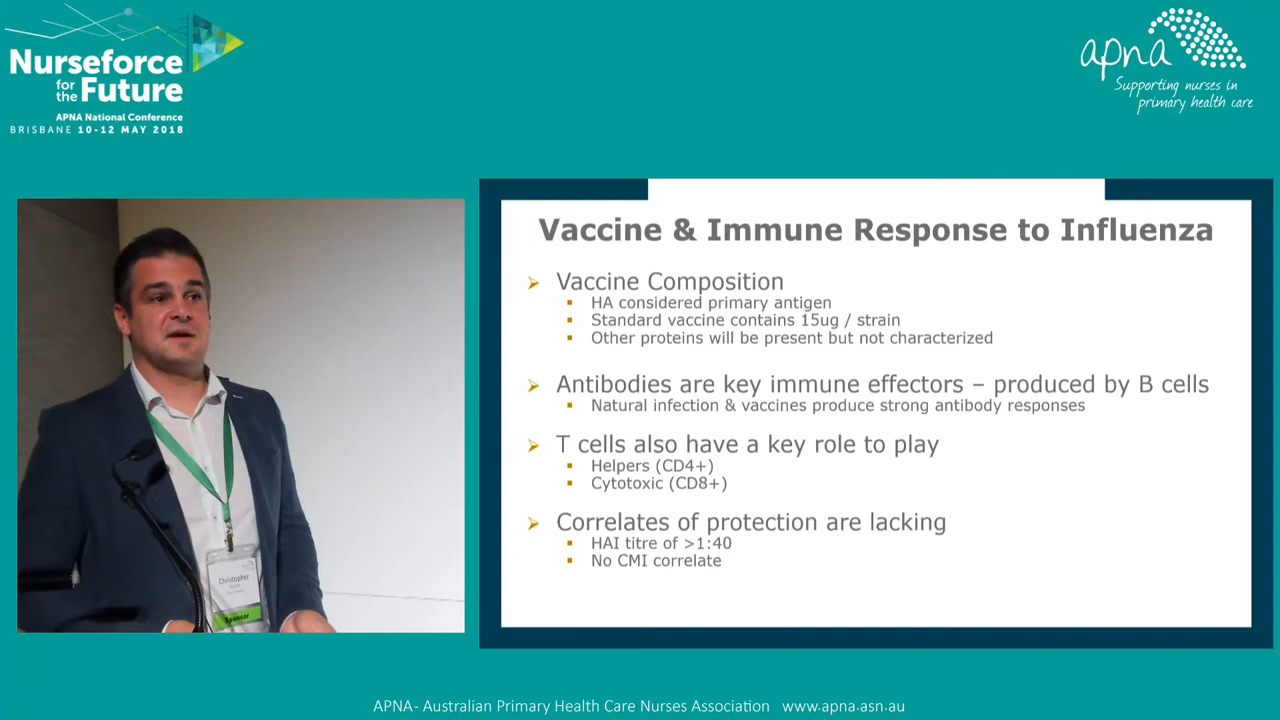 Nurseforce
for the
Future
APNA National Conference
BRISBANE 10-12 MAY 2018
apna
Supporting nurses in
primary health care
Vaccine & Immune Response to Influenza
Vaccine Composition
HA considered primary antigen
Standard vaccine contains 15ug / strain
Other proteins will be present but not characterized
Antibodies are key immune effectors – produced by B cells
Natural infection & vaccines produce strong antibody responses
T cells also have a key role to play
Helpers (CD4+)
Cytotoxic (CD8+)
Correlates of protection are lacking
HAI titre of >1:40
No CMI correlate
Christopher
Sponsor
APNA- Australian Primary Health Care Nurses Association www.apna.asn.au